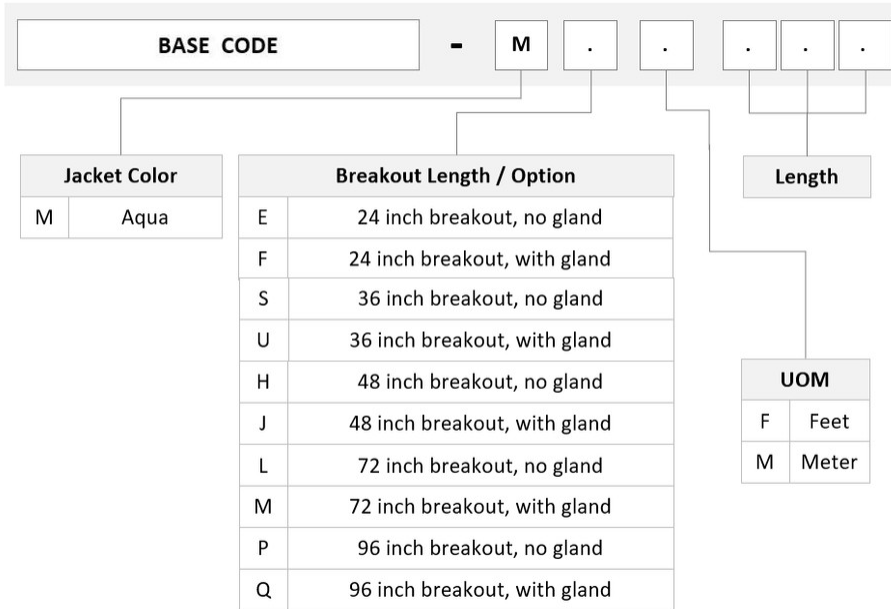 BASE CODE - M . . . . .
Jacket Color
M Aqua
Breakout Length / Option
E 24 inch breakout, no gland
F 24 inch breakout, with gland
S 36 inch breakout, no gland
U 36 inch breakout, with gland
H 48 inch breakout, no gland
J 48 inch breakout, with gland
L 72 inch breakout, no gland
M 72 inch breakout, with gland
P 96 inch breakout, no gland
Q 96 inch breakout, with gland
Length
UOM
F Feet
M Meter